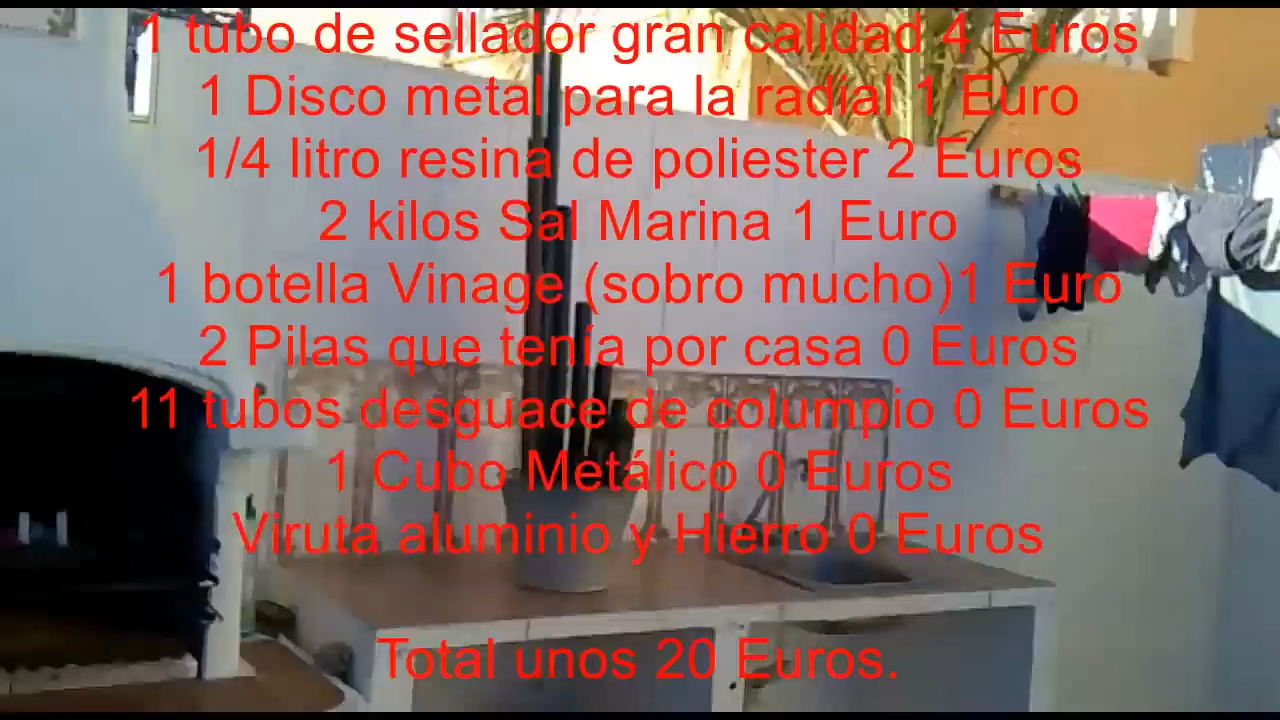 1 tubo de sellador gran calidad 4 Euros
1 Disco metal para la radial 1 Euro
1/4 litro resina de poliester 2 Euros
2 kilos Sal Marina 1 Euro
1 botella Vinage (sobro mucho)1 Euro
2 Pilas que tenía por casa 0 Euros
11 tubos desguace de columpio 0 Euros
1 Cubo Metálico 0 Euros
Viruta aluminio y Hierro 0 Euros
Total unos 20 Euros.